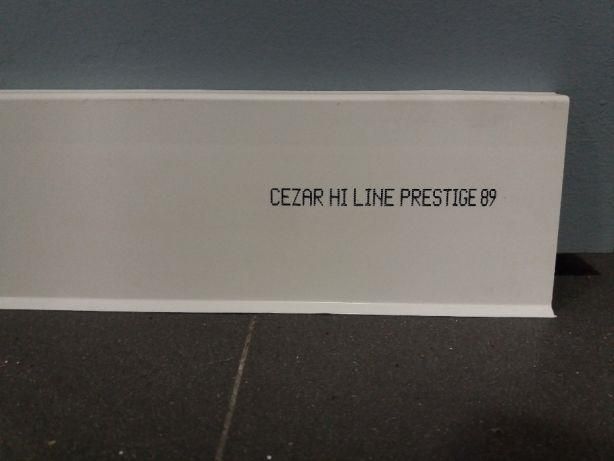 CEZAR HI LINE PRESTIGE 89